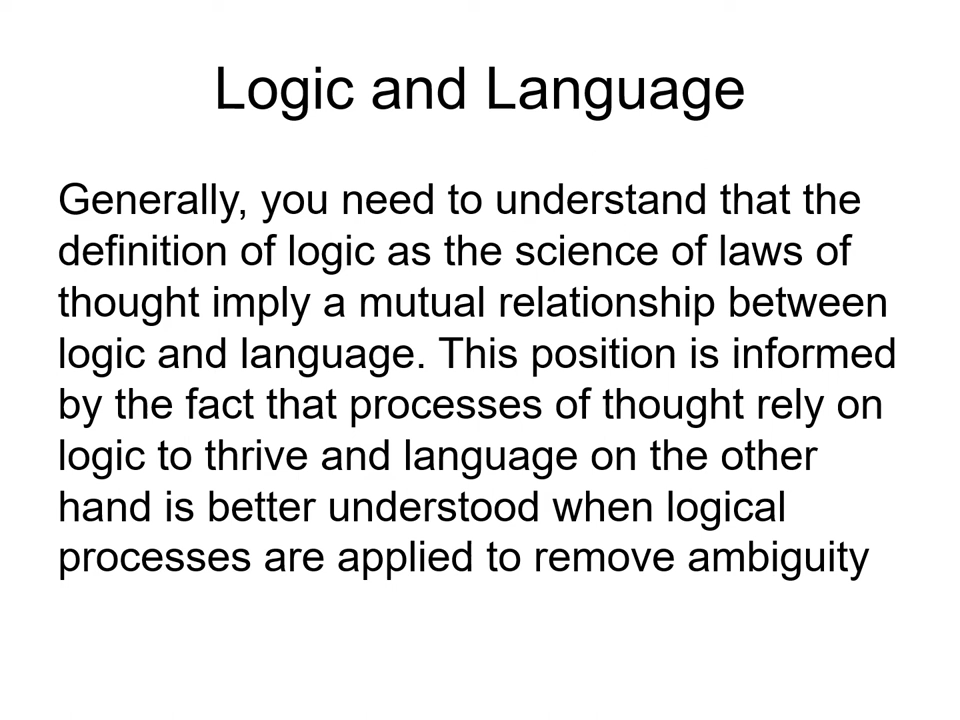 Logic and Language
Generally, you need to understand that the
definition of logic as the science of laws of
thought imply a mutual relationship between
logic and language. This position is informed
by the fact that processes of thought rely on
logic to thrive and language on the other
hand is better understood when logical
processes are applied to remove ambiguity